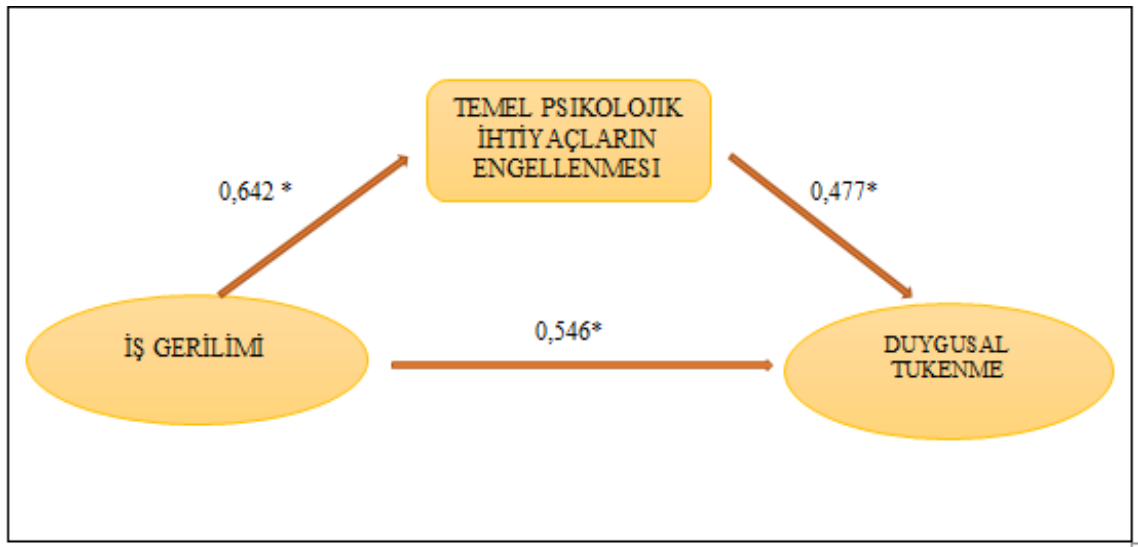 TEMEL PSIKOLOJIK
İHTİYAÇLARIN
ENGELLENMESI
0,642 *
0,477*
İŞ GERİLİMİ
0,546*
DUYGUSAL
TUKENME